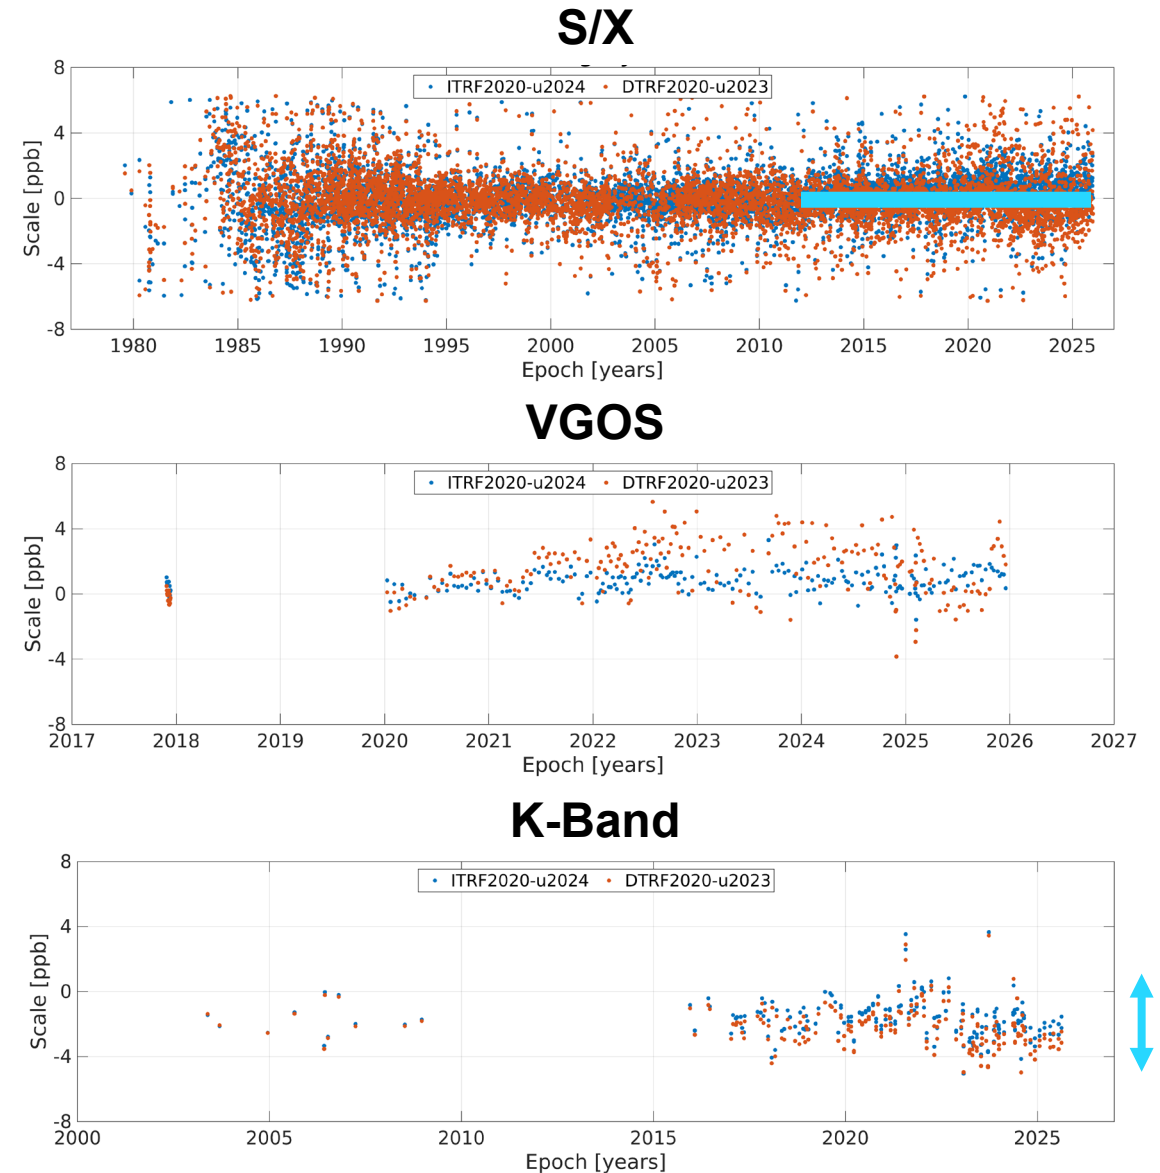 S/X
8
4
0
-4
-8
Scale [ppb]
ITRF2020-u2024 DTRF2020-u2023
1980 1985 1990 1995 2000 2005 2010 2015 2020 2025
Epoch [years]
VGOS
8
4
0
-4
-8
Scale [ppb]
ITRF2020-u2024 DTRF2020-u2023
2017 2018 2019 2020 2021 2022 2023 2024 2025 2026 2027
Epoch [years]
K-Band
8
4
0
-4
-8
Scale [ppb]
ITRF2020-u2024 DTRF2020-u2023
2000 2005 2010 2015 2020 2025
Epoch [years]